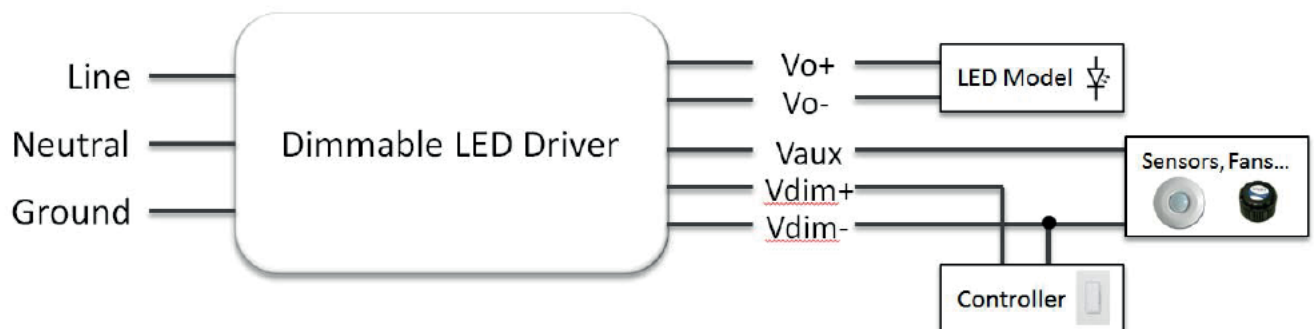 Line
Neutral
Ground
Dimmable LED Driver
Vo+
Vo-
Vaux
Vdim+
Vdim-
LED Model
Sensors, Fans...
Controller